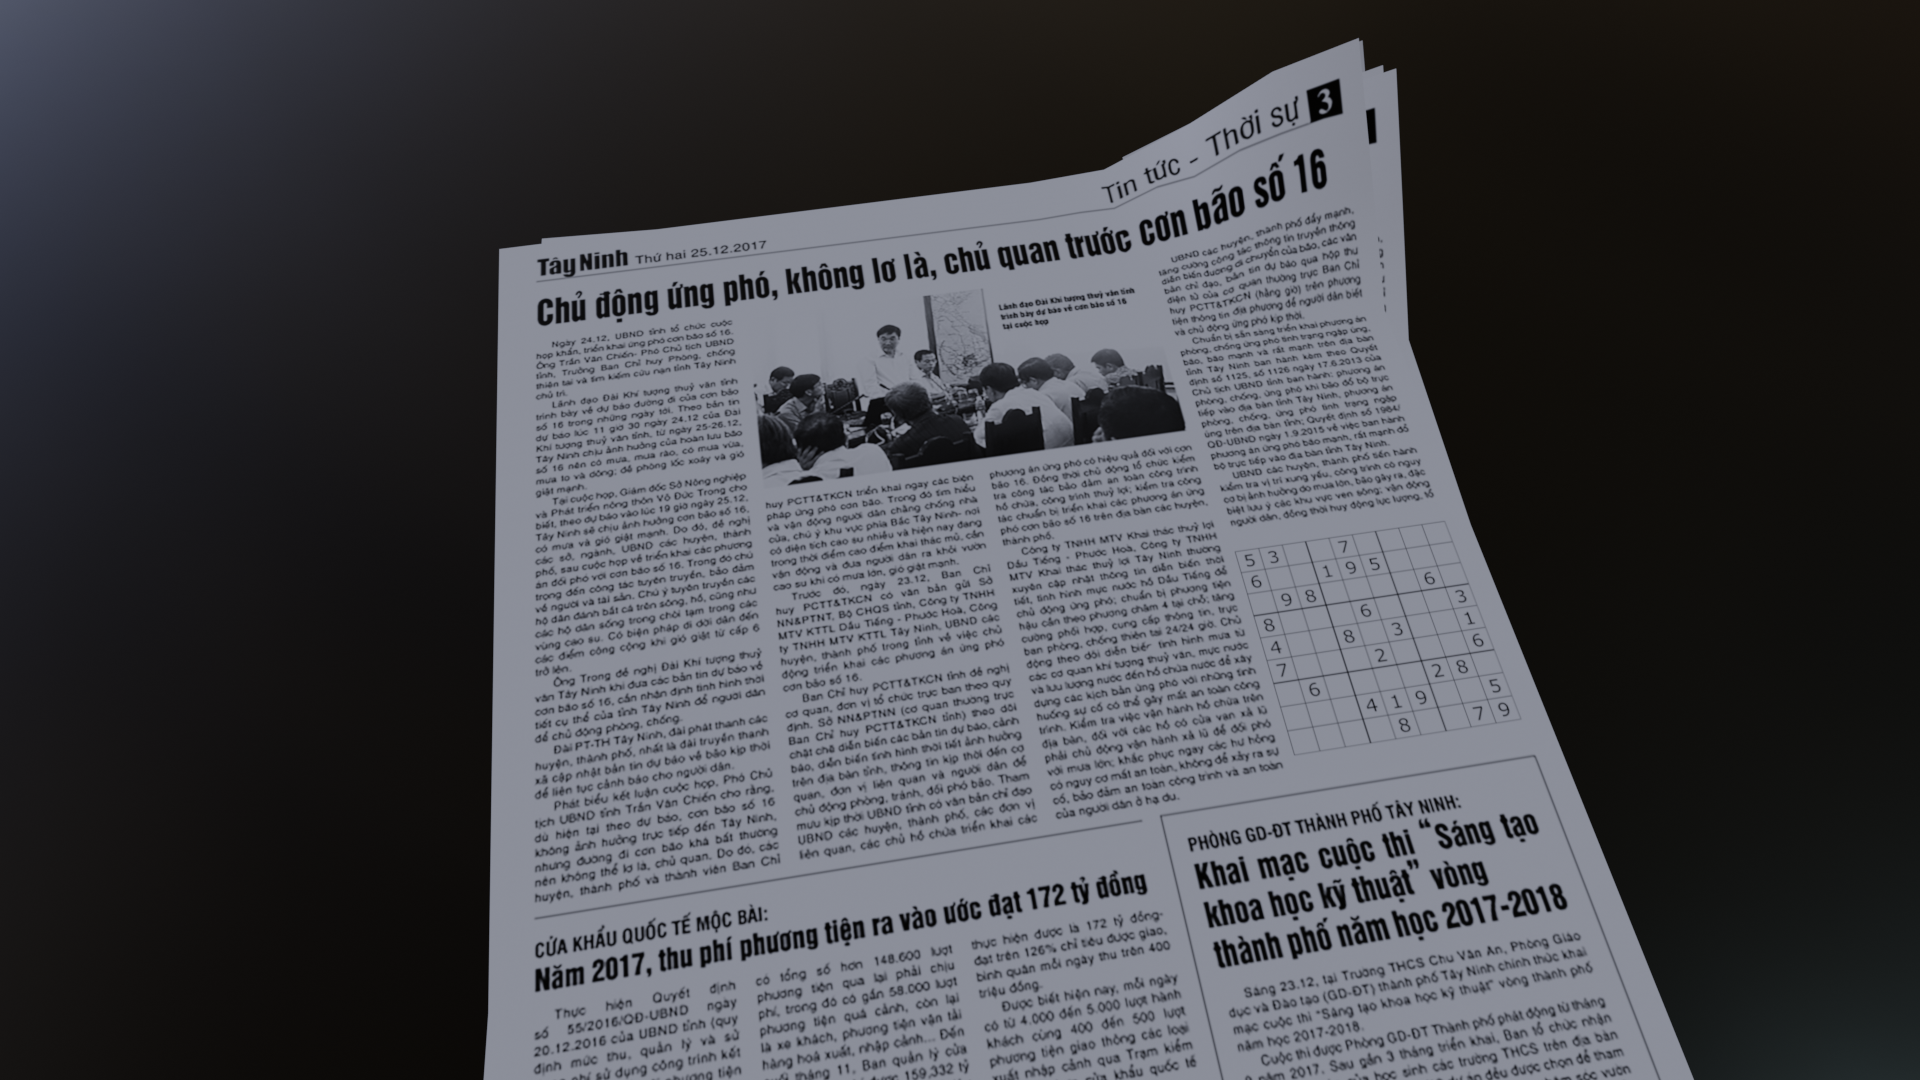 Tây Ninh Thứ hai 25.12.2017
Tin tức - Thời sự 3
Chủ động ứng phó, không lơ là, chủ quan trước cơn bão số 16
Ngày 24.12, UBND tỉnh tổ chức cuộc
họp khẩn, triển khai ứng phó cơn bão số 16.
Ông Trần Văn Chiến- Phó Chủ tịch UBND
tỉnh, Trưởng Ban Chỉ huy Phòng, chống
thiên tai và tìm kiếm cứu nạn tỉnh Tây Ninh
chủ trì.
Lãnh đạo Đài Khí tượng thuỷ văn tỉnh
trình bày về dự báo đường đi của cơn bão
số 16 trong những ngày tới. Theo bản tin
dự báo lúc 11 giờ 30 ngày 24.12 của Đài
Khí tượng thuỷ văn tỉnh, từ ngày 25-26.12,
Tây Ninh chịu ảnh hưởng của hoàn lưu bão
số 16 nên có mưa, mưa rào, có mưa vừa,
mưa to và dông; đề phòng lốc xoáy và gió
giật mạnh.
Tại cuộc họp, Giám đốc Sở Nông nghiệp
và Phát triển nông thôn Võ Đức Trong cho
biết, theo dự báo vào lúc 19 giờ ngày 25.12,
Tây Ninh sẽ chịu ảnh hưởng cơn bão số 16,
có mưa và gió giật mạnh. Do đó, đề nghị
các sở, ngành, UBND các huyện, thành
phố, sau cuộc họp về triển khai các phương
án đối phó với cơn bão số 16. Trong đó chú
trọng đến công tác tuyên truyền, bảo đảm
về người và tài sản. Chú ý tuyên truyền các
hộ dân đánh bắt cá trên sông, hồ, cũng như
các hộ dân sống trong chòi tạm trong các
vùng cao su. Có biện pháp di dời dân đến
các điểm công cộng khi gió giật từ cấp 6
trở lên.
Ông Trong đề nghị Đài Khí tượng thuỷ
văn Tây Ninh khi đưa các bản tin dự báo về
cơn bão số 16, cần nhận định tình hình thời
tiết cụ thể của tỉnh Tây Ninh để người dân
để chủ động phòng, chống.
Đài PT-TH Tây Ninh, đài phát thanh các
huyện, thành phố, nhất là đài truyền thanh
xã cập nhật bản tin dự báo về bão kịp thời
để liên tục cảnh báo cho người dân.
Phát biểu kết luận cuộc họp, Phó Chủ
tịch UBND tỉnh Trần Văn Chiến cho rằng,
dù hiện tại theo dự báo, cơn bão số 16
không ảnh hưởng trực tiếp đến Tây Ninh,
nhưng đường đi cơn bão khá bất thường
nên không thể lơ là, chủ quan. Do đó, các
huyện, thành phố và thành viên Ban Chỉ
Lãnh đạo Đài Khí tượng thuỷ văn tỉnh
trình bày dự báo về cơn bão số 16
tại cuộc họp
huy PCTT&TKCN triển khai ngay các biện
pháp ứng phó cơn bão. Trong đó tìm hiểu
và vận động người dân chằng chống nhà
cửa, chú ý khu vực phía Bắc Tây Ninh- nơi
có diện tích cao su nhiều và hiện nay đang
trong thời điểm cao điểm khai thác mủ, cần
vận động và đưa người dân ra khỏi vườn
cao su khi có mưa lớn, gió giật mạnh.
Trước đó, ngày 23.12, Ban Chỉ
huy PCTT&TKCN có văn bản gửi Sở
NN&PTNT, Bộ CHQS tỉnh, Công ty TNHH
MTV KTTL Dầu Tiếng - Phước Hoà, Công
ty TNHH MTV KTTL Tây Ninh, UBND các
huyện, thành phố trong tỉnh về việc chủ
động triển khai các phương án ứng phó
cơn bão số 16.
Ban Chỉ huy PCTT&TKCN tỉnh đề nghị
cơ quan, đơn vị tổ chức trực ban theo quy
định. Sở NN&PTNN (cơ quan thường trực
Ban Chỉ huy PCTT&TKCN tỉnh) theo dõi
chặt chẽ diễn biến các bản tin dự báo, cảnh
báo, diễn biến tình hình thời tiết ảnh hưởng
trên địa bàn tỉnh, thông tin kịp thời đến cơ
quan, đơn vị liên quan và người dân để
chủ động phòng, tránh, đối phó bão. Tham
mưu kịp thời UBND tỉnh có văn bản chỉ đạo
UBND các huyện, thành phố, các đơn vị
liên quan, các chủ hồ chứa triển khai các
phương án ứng phó có hiệu quả đối với cơn
bão 16. Đồng thời chủ động tổ chức kiểm
tra công tác bảo đảm an toàn công trình
hồ chứa, công trình thuỷ lợi; kiểm tra công
tác chuẩn bị triển khai các phương án ứng
phó cơn bão số 16 trên địa bàn các huyện,
thành phố.
Công ty TNHH MTV Khai thác thuỷ lợi
Dầu Tiếng - Phước Hoà, Công ty TNHH
MTV Khai thác thuỷ lợi Tây Ninh thường
xuyên cập nhật thông tin diễn biến thời
tiết, tình hình mực nước hồ Dầu Tiếng để
chủ động ứng phó; chuẩn bị phương tiện
hậu cần theo phương châm 4 tại chỗ; tăng
cường phối hợp, cung cấp thông tin, trực
ban phòng, chống thiên tai 24/24 giờ. Chủ
động theo dõi diễn biến tình hình mưa từ
các cơ quan khí tượng thuỷ văn, mực nước
và lưu lượng nước đến hồ chứa nước để xây
dựng các kịch bản ứng phó với những tình
huống sự cố có thể gây mất an toàn công
trình. Kiểm tra việc vận hành hồ chứa trên
địa bàn, đối với các hồ có cửa van xả lũ
phải chủ động vận hành xả lũ để đối phó
với mưa lớn; khắc phục ngay các hư hỏng
có nguy cơ mất an toàn, không để xảy ra sự
cố, bảo đảm an toàn công trình và an toàn
của người dân ở hạ du.
UBND các huyện, thành phố đẩy mạnh,
tăng cường công tác thông tin truyền thông
diễn biến đường di chuyển của bão, các văn
bản chỉ đạo, bản tin dự báo qua hộp thư
điện tử của cơ quan thường trực Ban Chỉ
huy PCTT&TKCN (hằng giờ) trên phương
tiện thông tin địa phương để người dân biết
và chủ động ứng phó kịp thời.
Chuẩn bị sẵn sàng triển khai phương án
phòng, chống ứng phó tình trạng ngập úng,
bão, bão mạnh và rất mạnh trên địa bàn
tỉnh Tây Ninh ban hành kèm theo Quyết
định số 1125, số 1126 ngày 17.6.2013 của
Chủ tịch UBND tỉnh ban hành: phương án
phòng, chống, ứng phó khi bão đổ bộ trực
tiếp vào địa bàn tỉnh Tây Ninh, phương án
phòng, chống, ứng phó tình trạng ngập
úng trên địa bàn tỉnh; Quyết định số 1984/
QĐ-UBND ngày 1.9.2015 về việc ban hành
phương án ứng phó bão mạnh, rất mạnh đổ
bộ trực tiếp vào địa bàn tỉnh Tây Ninh.
UBND các huyện, thành phố tiến hành
kiểm tra vị trí xung yếu, công trình có nguy
cơ bị ảnh hưởng do mưa lớn, bão gây ra, đặc
biệt lưu ý các khu vực ven sông; vận động
người dân, đồng thời huy động lực lượng, tổ
5 3 7
6 1 9 5
9 8 6
8 6 3
4 8 3 1
7 2 6
6 2 8
4 1 9 5
8 7 9
CỬA KHẨU QUỐC TẾ MỘC BÀI:
Năm 2017, thu phí phương tiện ra vào ước đạt 172 tỷ đồng
Thực hiện Quyết định
số 55/2016/QĐ-UBND ngày
20.12.2016 của UBND tỉnh (quy
định mức thu, quản lý và sử
phí sử dụng công trình kết
phương tiện
có tổng số hơn 148.600 lượt
phương tiện qua lại phải chịu
phí, trong đó có gần 58.000 lượt
phương tiện quá cảnh, còn lại
là xe khách, phương tiện vận tải
hàng hoá xuất, nhập cảnh... Đến
cuối tháng 11, Ban quản lý cửa
được 159,332 tỷ
thực hiện được là 172 tỷ đồng-
đạt trên 126% chỉ tiêu được giao,
bình quân mỗi ngày thu trên 400
triệu đồng.
Được biết hiện nay, mỗi ngày
có từ 4.000 đến 5.000 lượt hành
khách cùng 400 đến 500 lượt
phương tiện giao thông các loại
xuất nhập cảnh qua Trạm kiểm
cửa khẩu quốc tế
PHÒNG GD-ĐT THÀNH PHỐ TÂY NINH:
Khai mạc cuộc thi “Sáng tạo
khoa học kỹ thuật” vòng
thành phố năm học 2017-2018
Sáng 23.12, tại Trường THCS Chu Văn An, Phòng Giáo
dục và Đào tạo (GD-ĐT) thành phố Tây Ninh chính thức khai
mạc cuộc thi “Sáng tạo khoa học kỹ thuật” vòng thành phố
năm học 2017-2018.
Cuộc thi được Phòng GD-ĐT Thành phố phát động từ tháng
9 năm 2017. Sau gần 3 tháng triển khai, Ban tổ chức nhận
của học sinh các trường THCS trên địa bàn
dự án đều được chọn để tham
sóc vườn